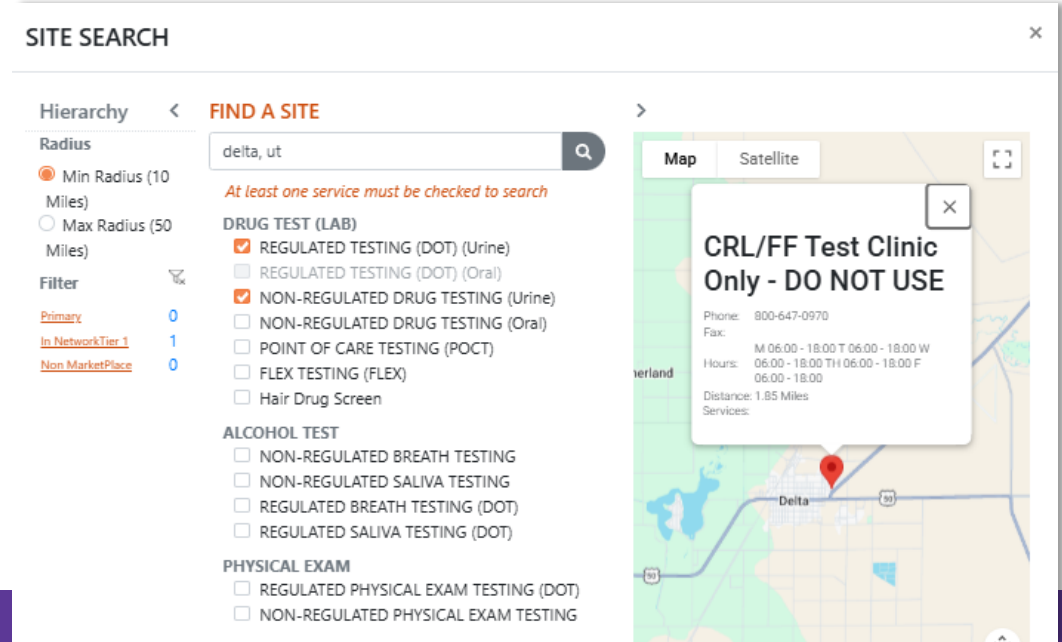 SITE SEARCH
×
Hierarchy
Radius
Min Radius (10
Miles)
Max Radius (50
Miles)
Filter
Primary 0
In NetworkTier 1 1
Non MarketPlace 0
FIND A SITE
delta, ut
At least one service must be checked to search
DRUG TEST (LAB)
REGULATED TESTING (DOT) (Urine)
REGULATED TESTING (DOT) (Oral)
NON-REGULATED DRUG TESTING (Urine)
NON-REGULATED DRUG TESTING (Oral)
POINT OF CARE TESTING (POCT)
FLEX TESTING (FLEX)
Hair Drug Screen
ALCOHOL TEST
NON-REGULATED BREATH TESTING
NON-REGULATED SALIVA TESTING
REGULATED BREATH TESTING (DOT)
REGULATED SALIVA TESTING (DOT)
PHYSICAL EXAM
REGULATED PHYSICAL EXAM TESTING (DOT)
NON-REGULATED PHYSICAL EXAM TESTING
Map Satellite
CRL/FF Test Clinic
Only - DO NOT USE
Phone: 800-647-0970
Fax:
M 06:00 - 18:00 T 06:00 - 18:00 W
Hours: 06:00 - 18:00 TH 06:00 - 18:00 F
06:00 - 18:00
Distance: 1.85 Miles
Services:
herland
Delta
50
50